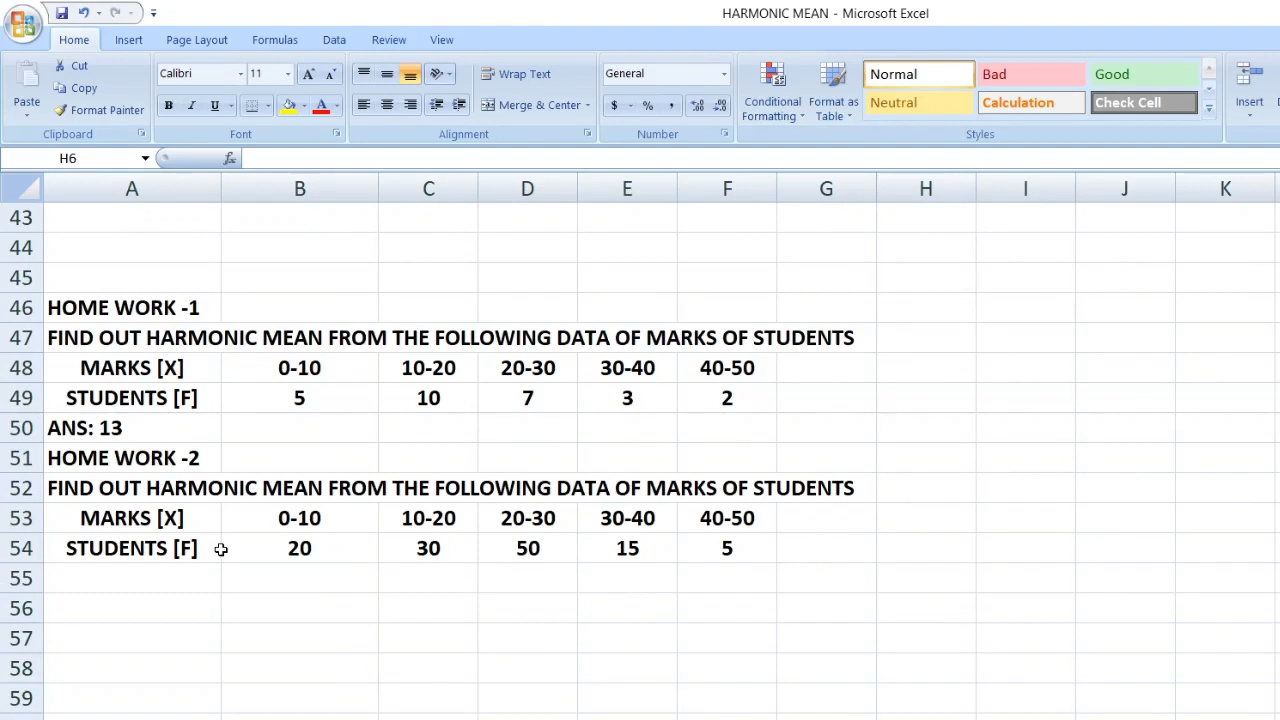 HARMONIC MEAN - Microsoft Excel
Home Insert Page Layout Formulas Data Review View
Paste Cut Copy Format Painter Clipboard
Calibri 11 A A B I U A Font
Wrap Text Merge & Center Alignment
General $ % , Number
Conditional Formatting Format as Table Normal Bad Good Neutral Calculation Check Cell Styles
Insert
H6 fx
A B C D E F G H I J K
43
44
45
46 HOME WORK -1
47 FIND OUT HARMONIC MEAN FROM THE FOLLOWING DATA OF MARKS OF STUDENTS
48 MARKS [X] 0-10 10-20 20-30 30-40 40-50
49 STUDENTS [F] 5 10 7 3 2
50 ANS: 13
51 HOME WORK -2
52 FIND OUT HARMONIC MEAN FROM THE FOLLOWING DATA OF MARKS OF STUDENTS
53 MARKS [X] 0-10 10-20 20-30 30-40 40-50
54 STUDENTS [F] 20 30 50 15 5
55
56
57
58
59